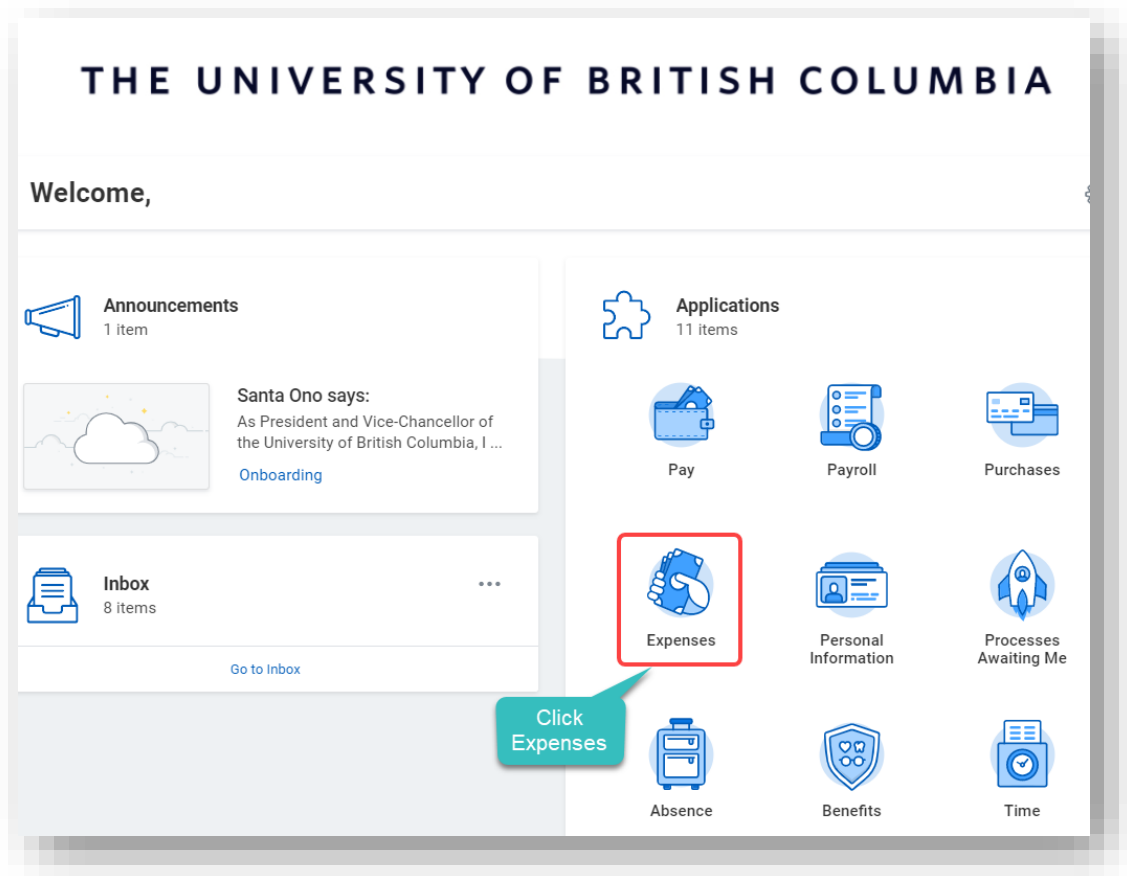 THE UNIVERSITY OF BRITISH COLUMBIA
Welcome,
Announcements
1 item
Santa Ono says:
As President and Vice-Chancellor of
the University of British Columbia, I ...
Onboarding
Inbox
8 items
Go to Inbox
Applications
11 items
Pay
Payroll
Purchases
Expenses
Personal
Information
Processes
Awaiting Me
Click
Expenses
Absence
Benefits
Time